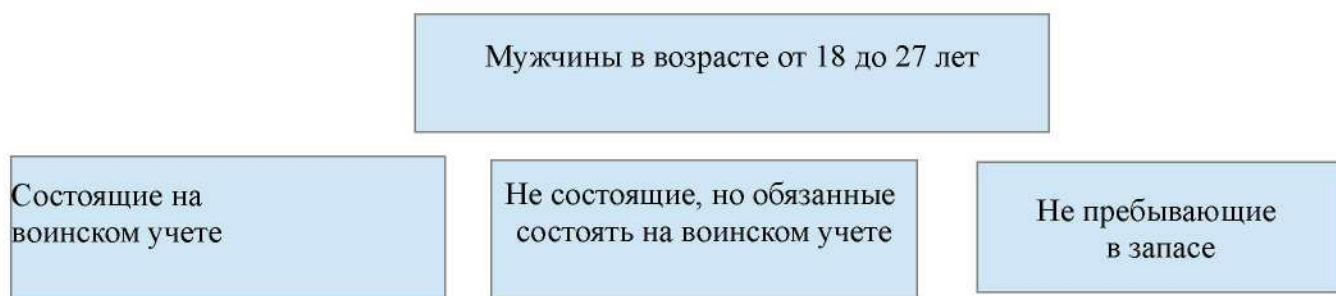 Мужчины в возрасте от 18 до 27 лет
Состоящие на
воинском учете
Не состоящие, но обязанные
состоять на воинском учете
Не пребывающие
в запасе